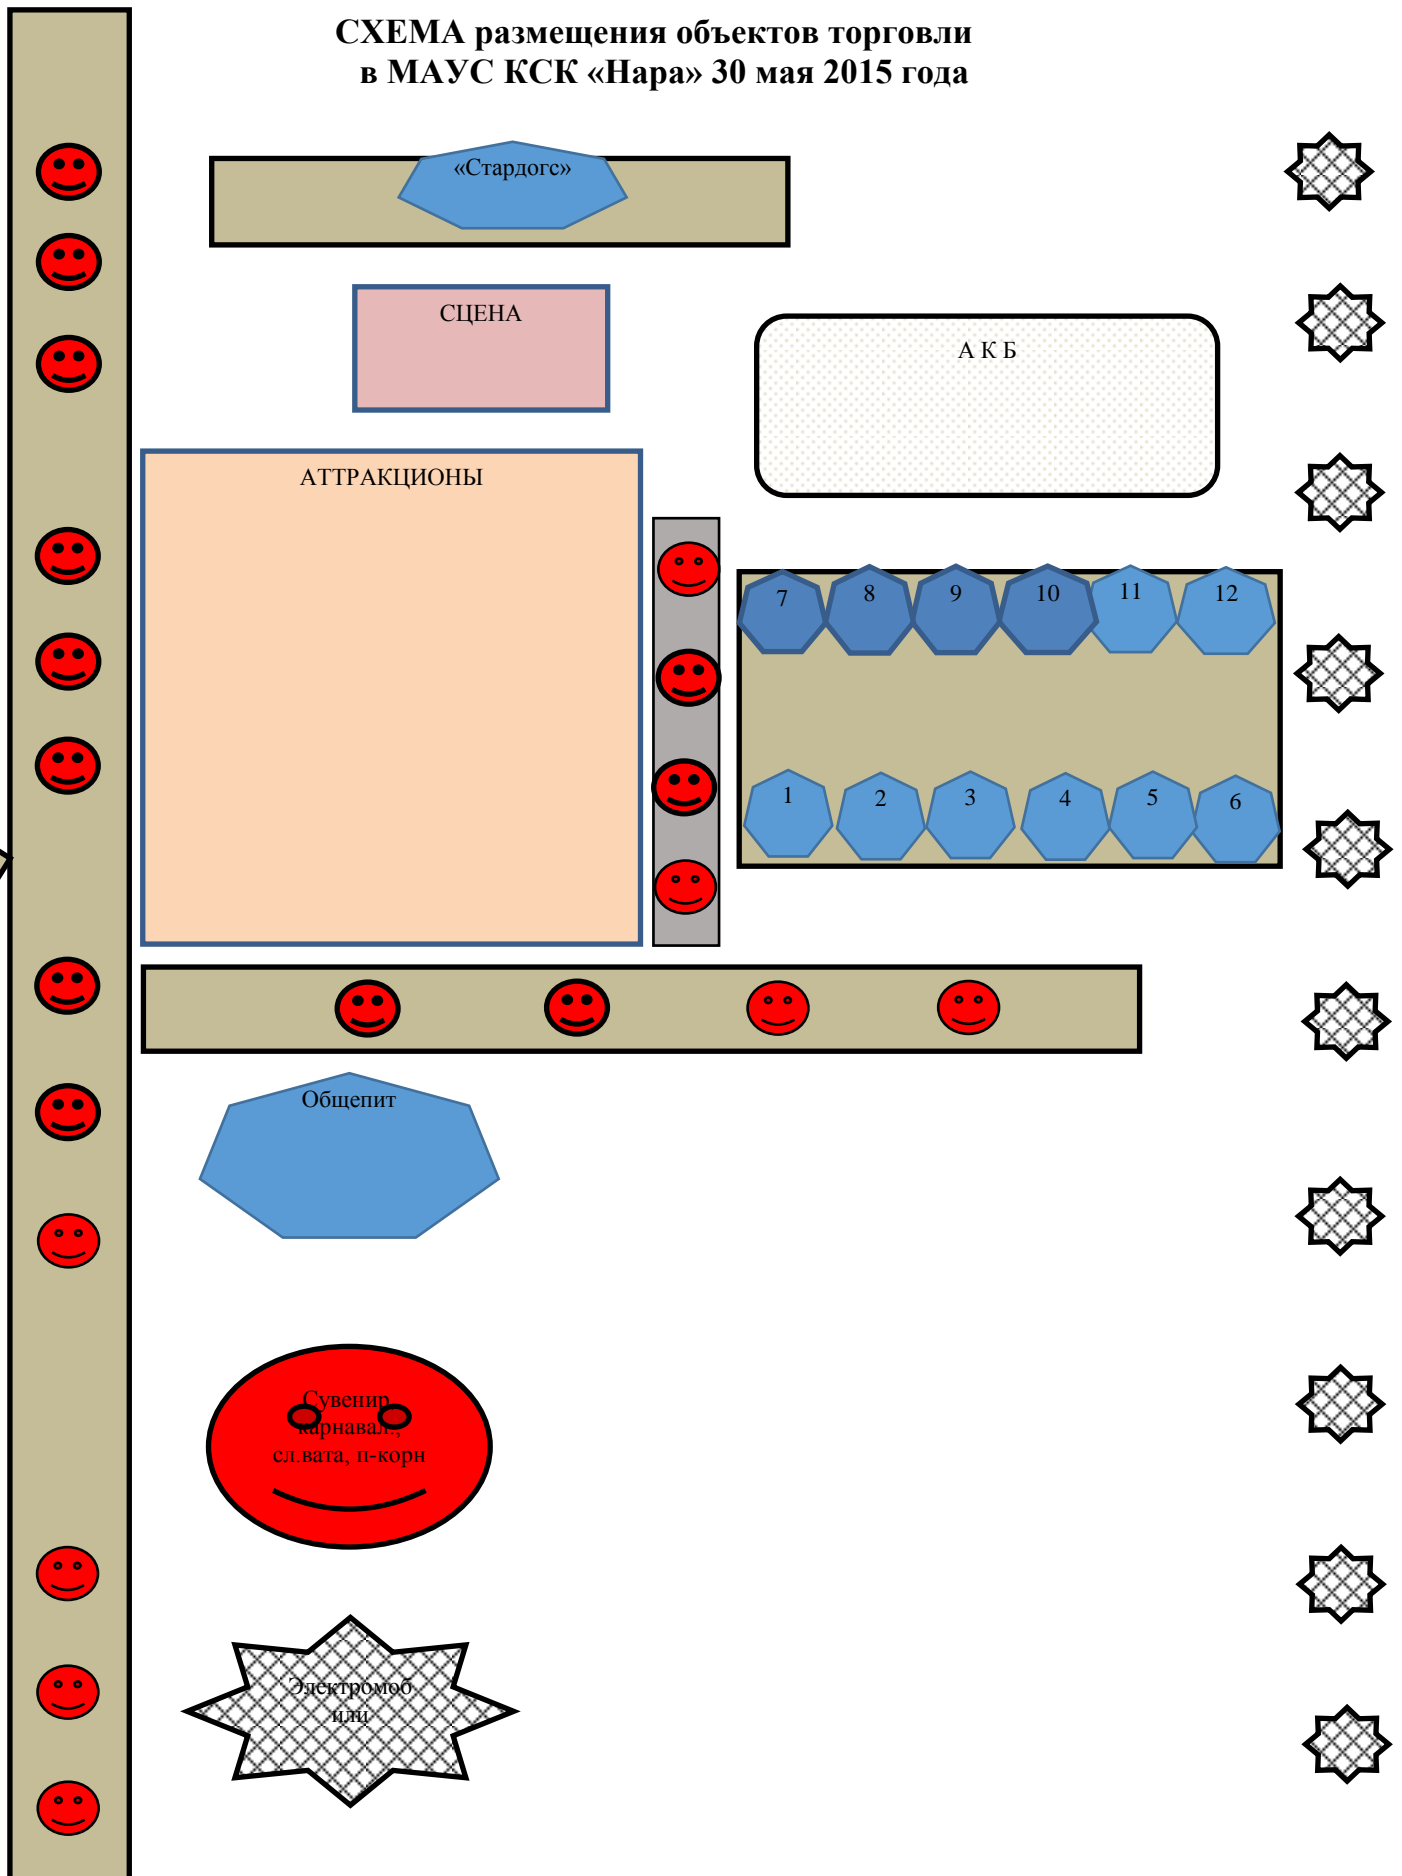 СХЕМА размещения объектов торговли
в МАУС КСК «Нара» 30 мая 2015 года
«Стардогс»
СЦЕНА
А К Б
АТТРАКЦИОНЫ
7 8 9 10 11 12
1 2 3 4 5 6
Общепит
Сувенир,
карнавал.,
сл.вата, п-корн
Электромоб
или